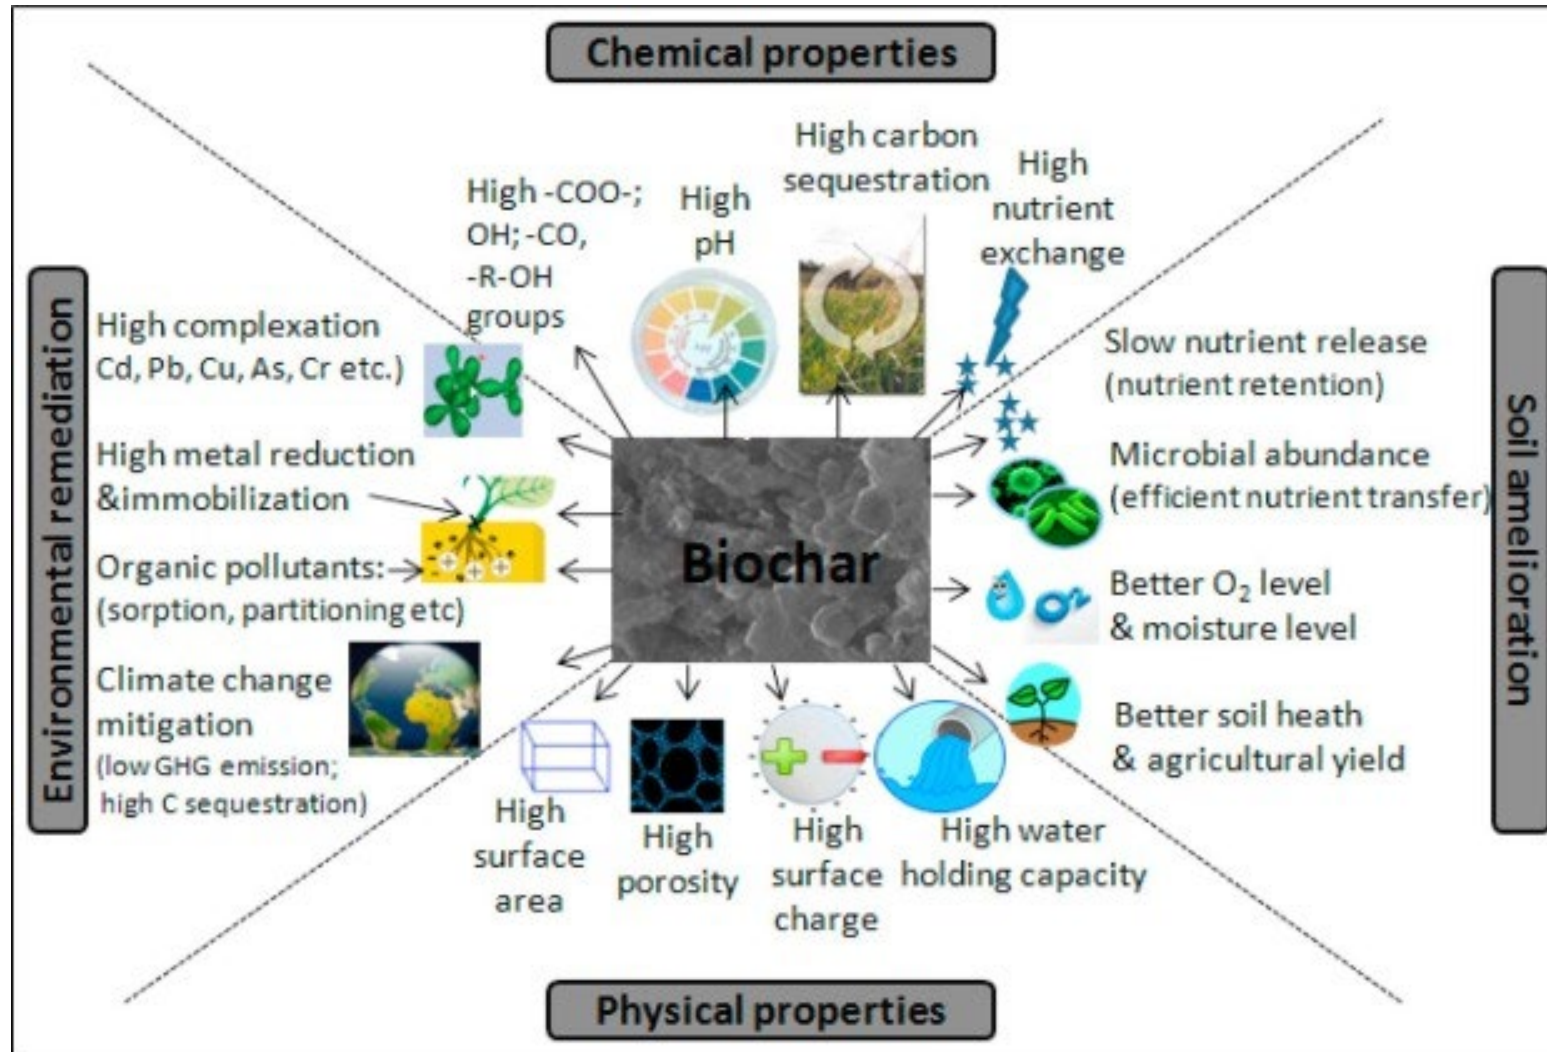 Chemical properties
High -COO-;
OH; -CO,
-R-OH
groups
High
pH
High carbon
sequestration
High
nutrient
exchange
Environmental remediation
High complexation
Cd, Pb, Cu, As, Cr etc.)
High metal reduction
&immobilization
Organic pollutants:
(sorption, partitioning etc)
Climate change
mitigation
(low GHG emission;
high C sequestration)
Biochar
Slow nutrient release
(nutrient retention)
Microbial abundance
(efficient nutrient transfer)
Better O₂ level
& moisture level
Better soil heath
& agricultural yield
Soil amelioration
High
surface
area
High
porosity
High
surface
charge
High water
holding capacity
Physical properties